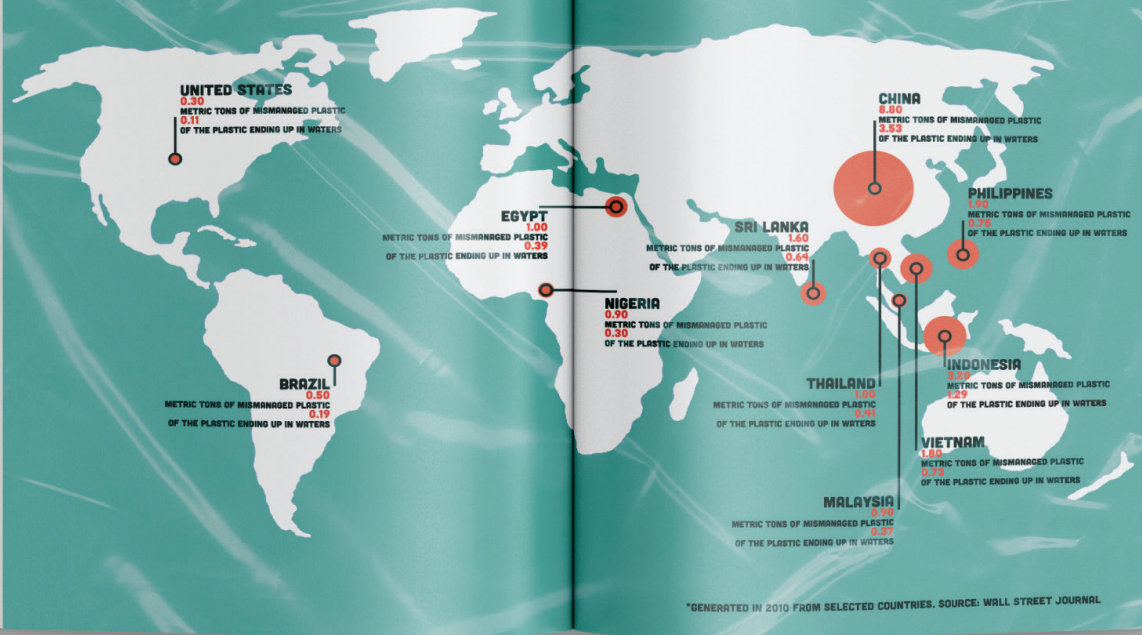 UNITED STATES
0.30
METRIC TONS OF MISMANAGED PLASTIC
0.11
OF THE PLASTIC ENDING UP IN WATERS
CHINA
8.80
METRIC TONS OF MISMANAGED PLASTIC
3.53
OF THE PLASTIC ENDING UP IN WATERS
PHILIPPINES
1.90
METRIC TONS OF MISMANAGED PLASTIC
0.75
OF THE PLASTIC ENDING UP IN WATERS
EGYPT
1.00
METRIC TONS OF MISMANAGED PLASTIC
0.39
OF THE PLASTIC ENDING UP IN WATERS
SRI LANKA
1.60
METRIC TONS OF MISMANAGED PLASTIC
0.64
OF THE PLASTIC ENDING UP IN WATERS
NIGERIA
0.90
METRIC TONS OF MISMANAGED PLASTIC
0.30
OF THE PLASTIC ENDING UP IN WATERS
BRAZIL
0.50
METRIC TONS OF MISMANAGED PLASTIC
0.19
OF THE PLASTIC ENDING UP IN WATERS
THAILAND
1.00
METRIC TONS OF MISMANAGED PLASTIC
0.41
OF THE PLASTIC ENDING UP IN WATERS
INDONESIA
3.20
METRIC TONS OF MISMANAGED PLASTIC
1.29
OF THE PLASTIC ENDING UP IN WATERS
VIETNAM
1.80
METRIC TONS OF MISMANAGED PLASTIC
0.73
OF THE PLASTIC ENDING UP IN WATERS
MALAYSIA
0.90
METRIC TONS OF MISMANAGED PLASTIC
0.37
OF THE PLASTIC ENDING UP IN WATERS
*GENERATED IN 2010 FROM SELECTED COUNTRIES. SOURCE: WALL STREET JOURNAL